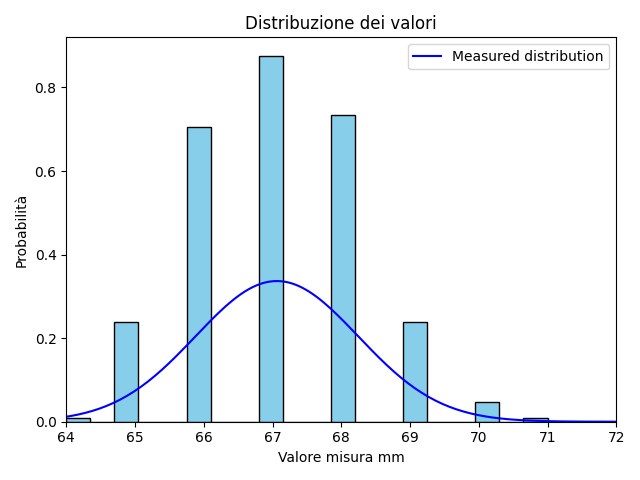 Distribuzione dei valori
Measured distribution
Probabilità
0.8
0.6
0.4
0.2
0.0
64 65 66 67 68 69 70 71 72
Valore misura mm